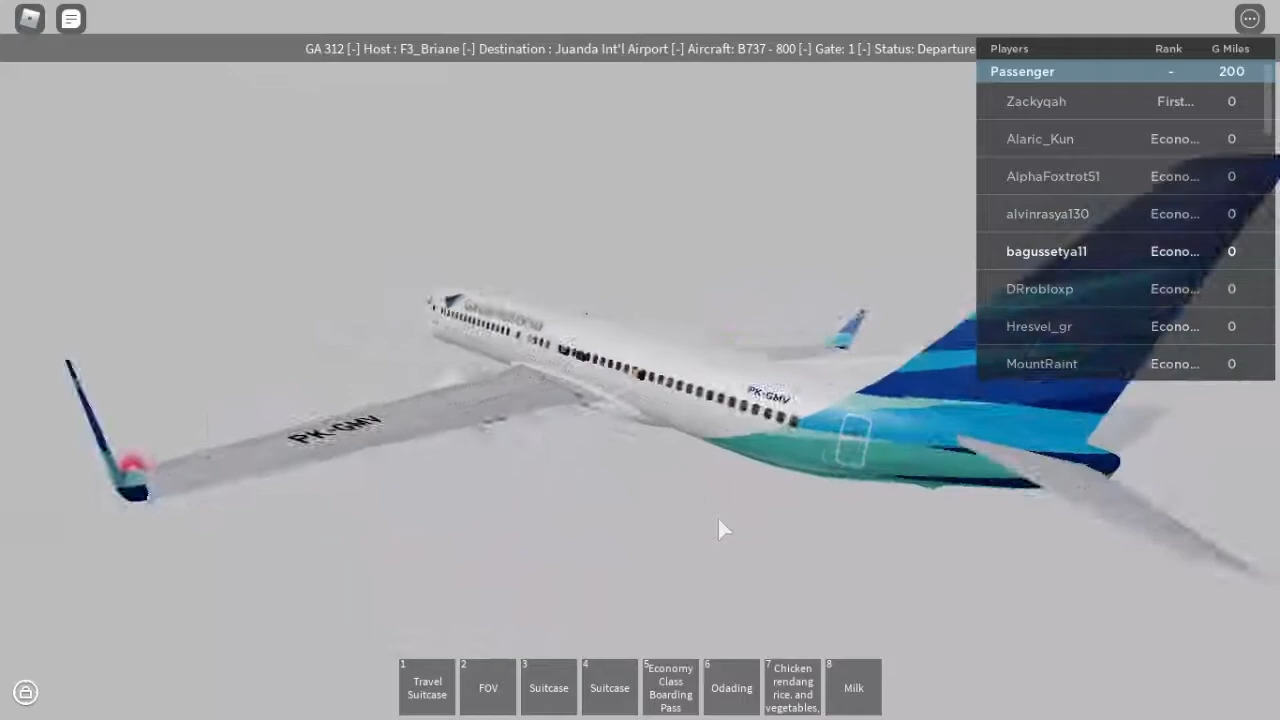 GA 312 [-] Host : F3_Briane [-] Destination : Juanda Int'l Airport [-] Aircraft: B737 - 800 [-] Gate: 1 [-] Status: Departure
Players Rank G Miles
Passenger - 200
Zackyqah First... 0
Alaric_Kun Econo... 0
AlphaFoxtrot51 Econo... 0
alvinrasya130 Econo... 0
bagussetya11 Econo... 0
DRrobloxp Econo... 0
Hresvel_gr Econo... 0
MountRaint Econo... 0
PK-GMV
PK-GMV
1 Travel Suitcase
2 FOV
3 Suitcase
4 Suitcase
5 Economy Class Boarding Pass
6 Odading
7 Chicken rendang rice. and vegetables,
8 Milk